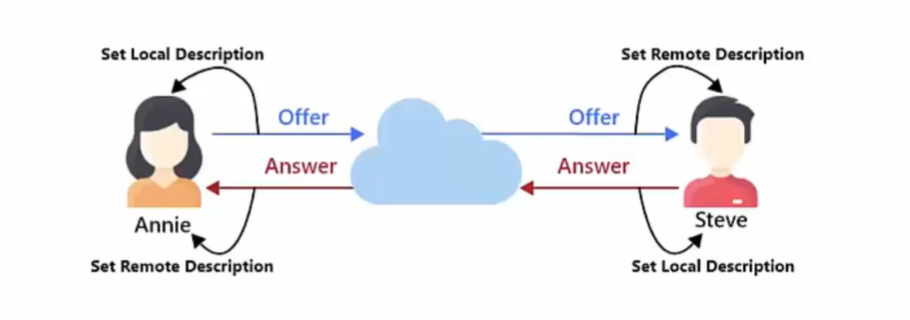 Set Local Description
Set Remote Description
Offer
Offer
Answer
Answer
Annie
Steve
Set Remote Description
Set Local Description